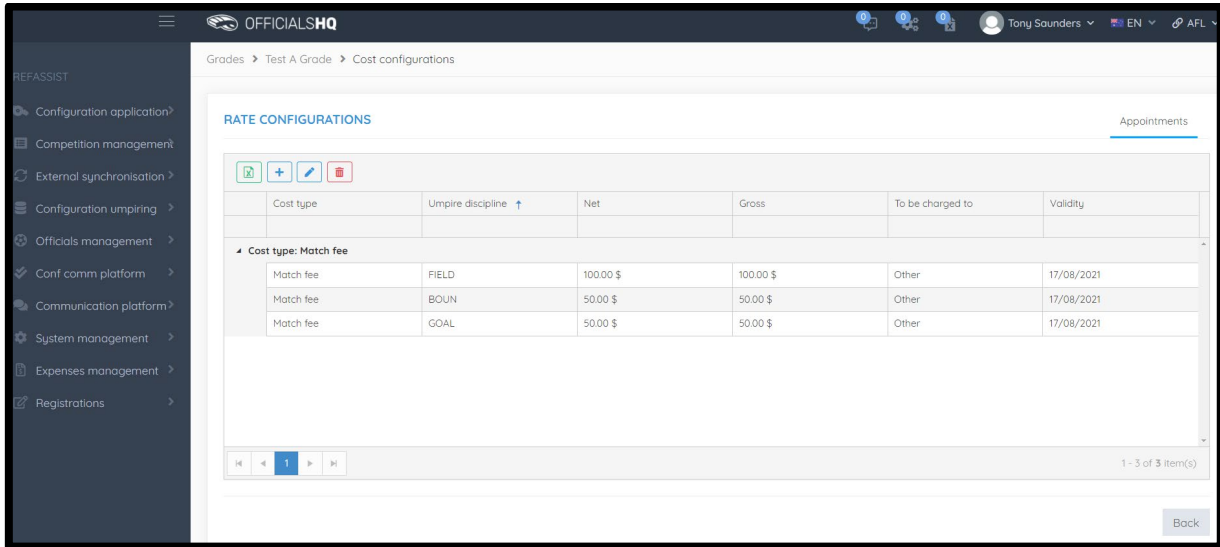 OFFICIALSHQ
0
0
0
Tony Saunders
EN
AFL
Grades > Test A Grade > Cost configurations
REFASSIST
Configuration application
Competition management
External synchronisation
Configuration umpiring
Officials management
Conf comm platform
Communication platform
System management
Expenses management
Registrations
RATE CONFIGURATIONS
Appointments
Cost type Umpire discipline ↑ Net Gross To be charged to Validity
Cost type: Match fee
Match fee FIELD 100.00 $ 100.00 $ Other 17/08/2021
Match fee BOUN 50.00 $ 50.00 $ Other 17/08/2021
Match fee GOAL 50.00 $ 50.00 $ Other 17/08/2021
1
1 - 3 of 3 item(s)
Back